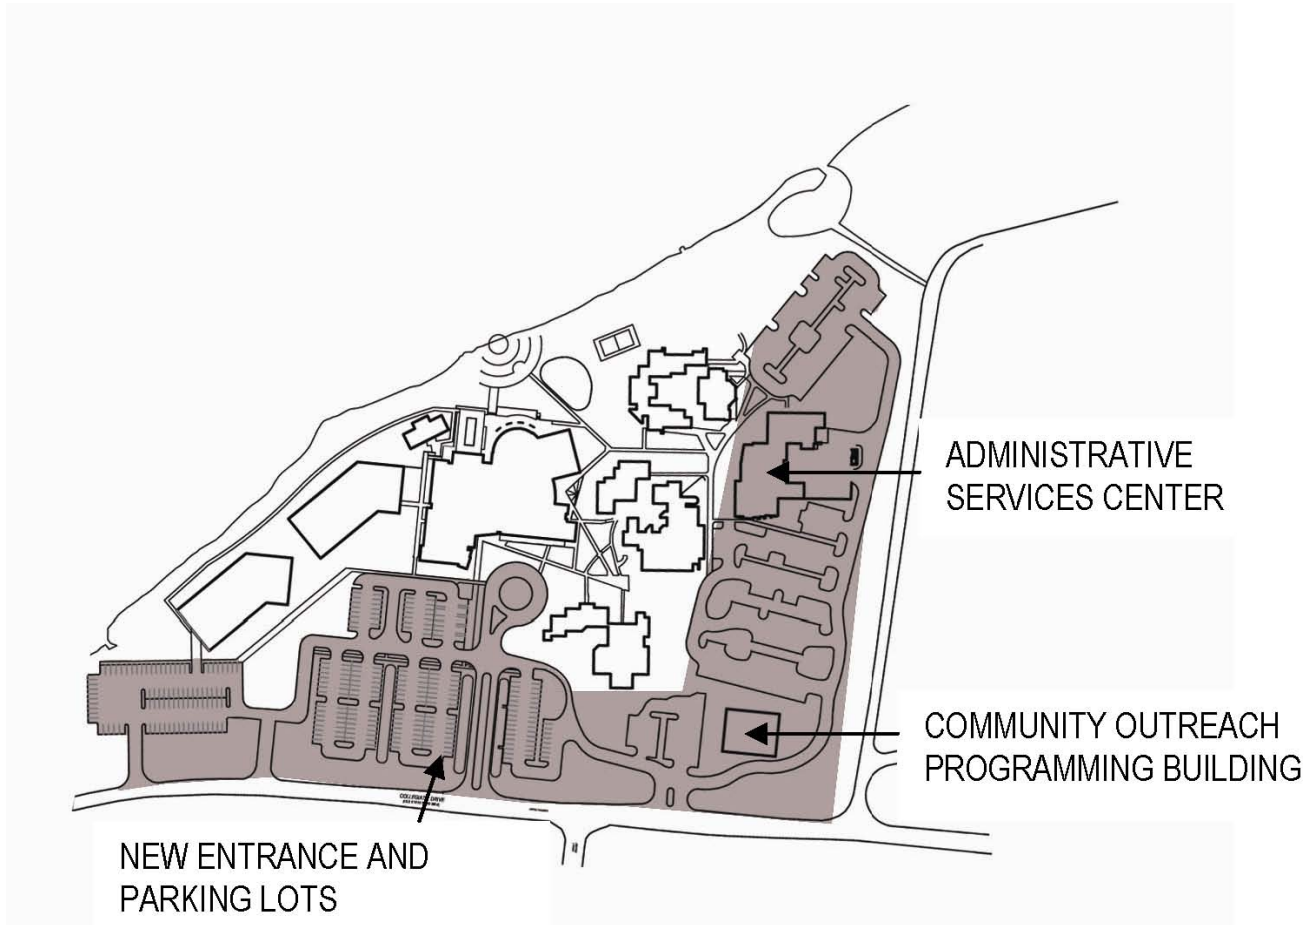 ADMINISTRATIVE
SERVICES CENTER
COMMUNITY OUTREACH
PROGRAMMING BUILDING
NEW ENTRANCE AND
PARKING LOTS